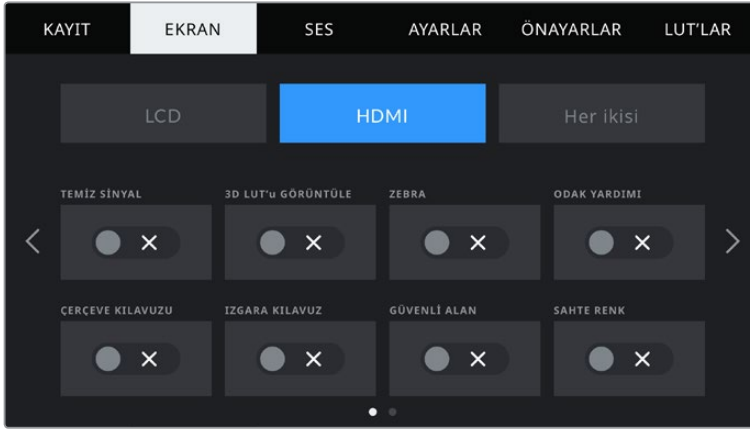 KAYIT EKRAN SES AYARLAR ÖNAYARLAR LUT'LAR
LCD HDMI Her ikisi
TEMİZ SİNYAL 3D LUT'u GÖRÜNTÜLE ZEBRA ODAK YARDIMI
ÇERÇEVE KILAVUZU IZGARA KILAVUZ GÜVENLİ ALAN SAHTE RENK